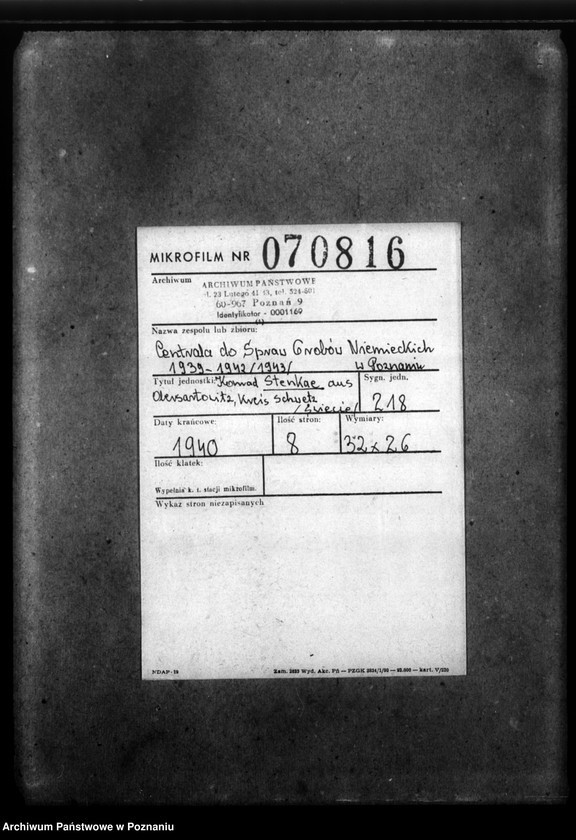 MIKROFILM NR 070816
Archiwum
ARCHIWUM PAŃSTWOWE
ul. 23 Lutego 41/43, tel. 524-601
60-967 Poznań 9
Identyfikator - 0001160
Nazwa zespołu lub zbioru:
Centrala do Spraw Grobów Niemieckich
1939-1942/1943/ w Poznaniu
Tytuł jednostki: Konrad Stenkae aus
Sygn. jedn.
Kreis Schwetz
/Świecie/
218
Daty krańcowe:
Ilość stron:
Wymiary:
1940
8
32 x 26
Ilość klatek:
Wypełnia k. t. stacji mikrofilm.
Wykaz stron niezapisanych
NDAP-19
Archiwum Państwowe w Poznaniu